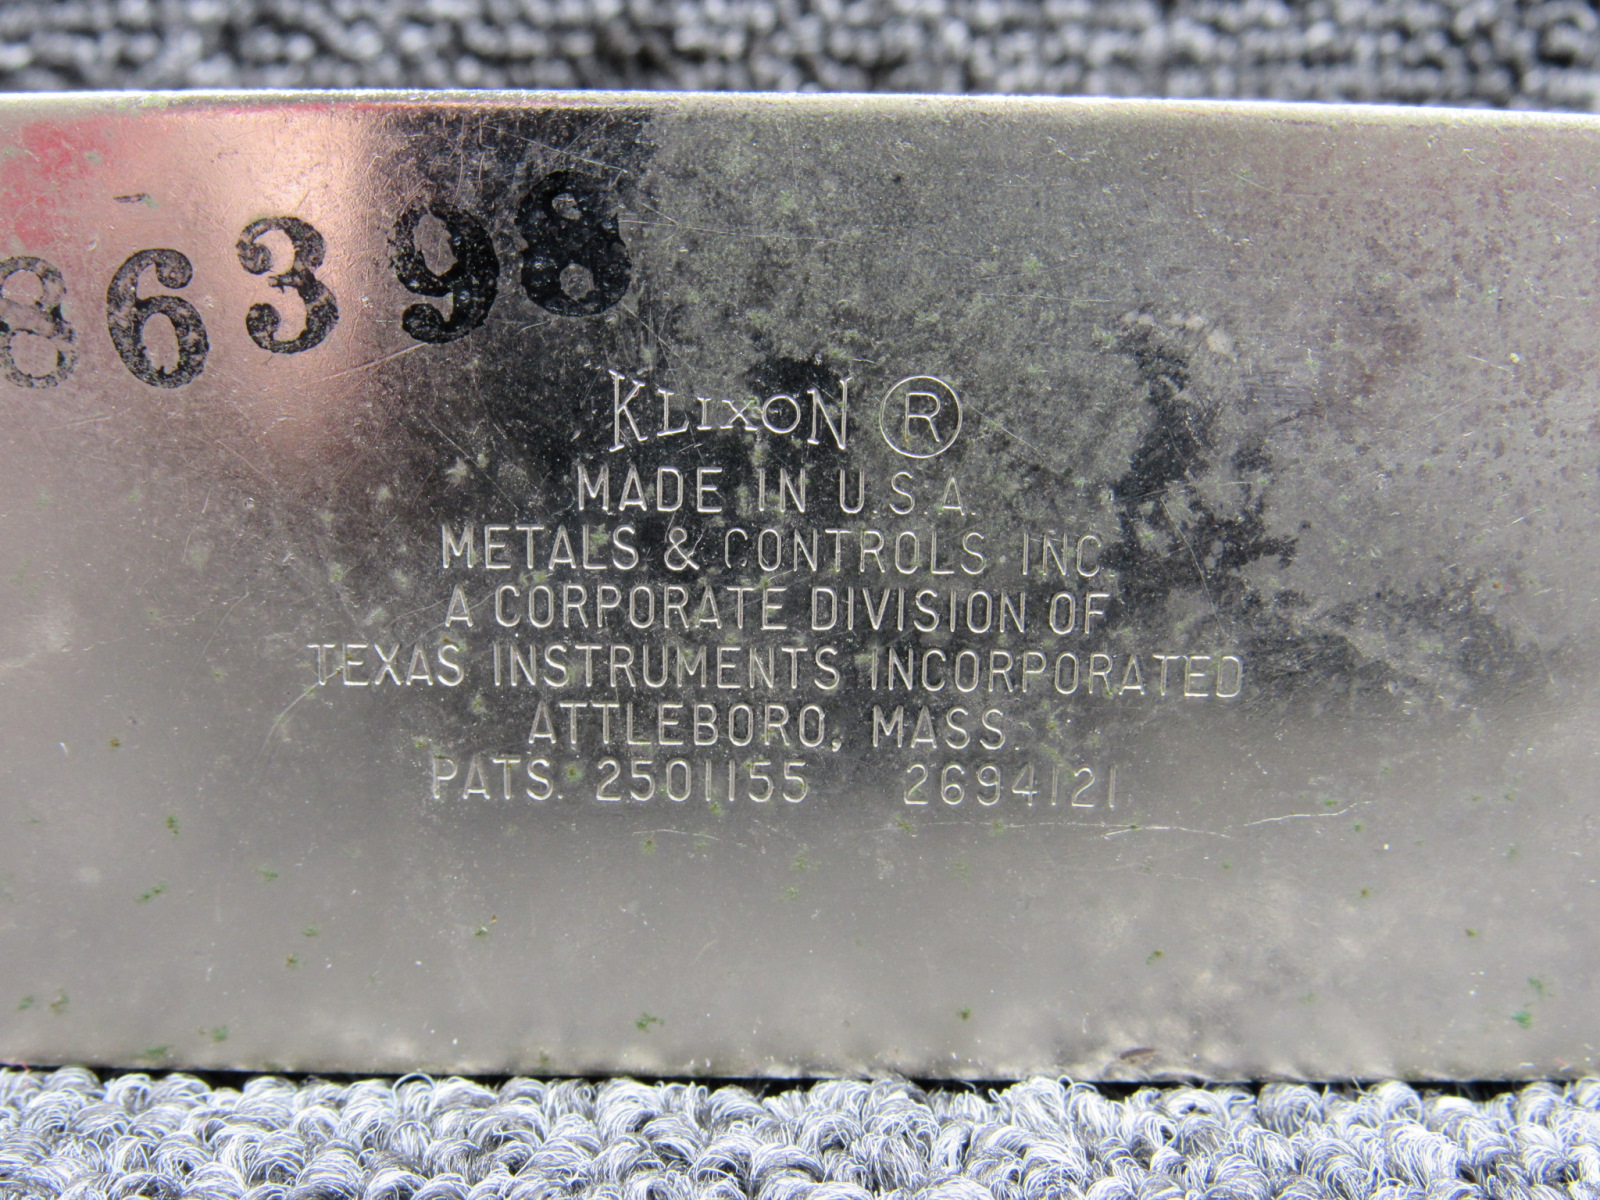 86398
KLIXON ®
MADE IN U.S.A.
METALS & CONTROLS INC.
A CORPORATE DIVISION OF
TEXAS INSTRUMENTS INCORPORATED
ATTLEBORO, MASS.
PATS. 2501155 2694121